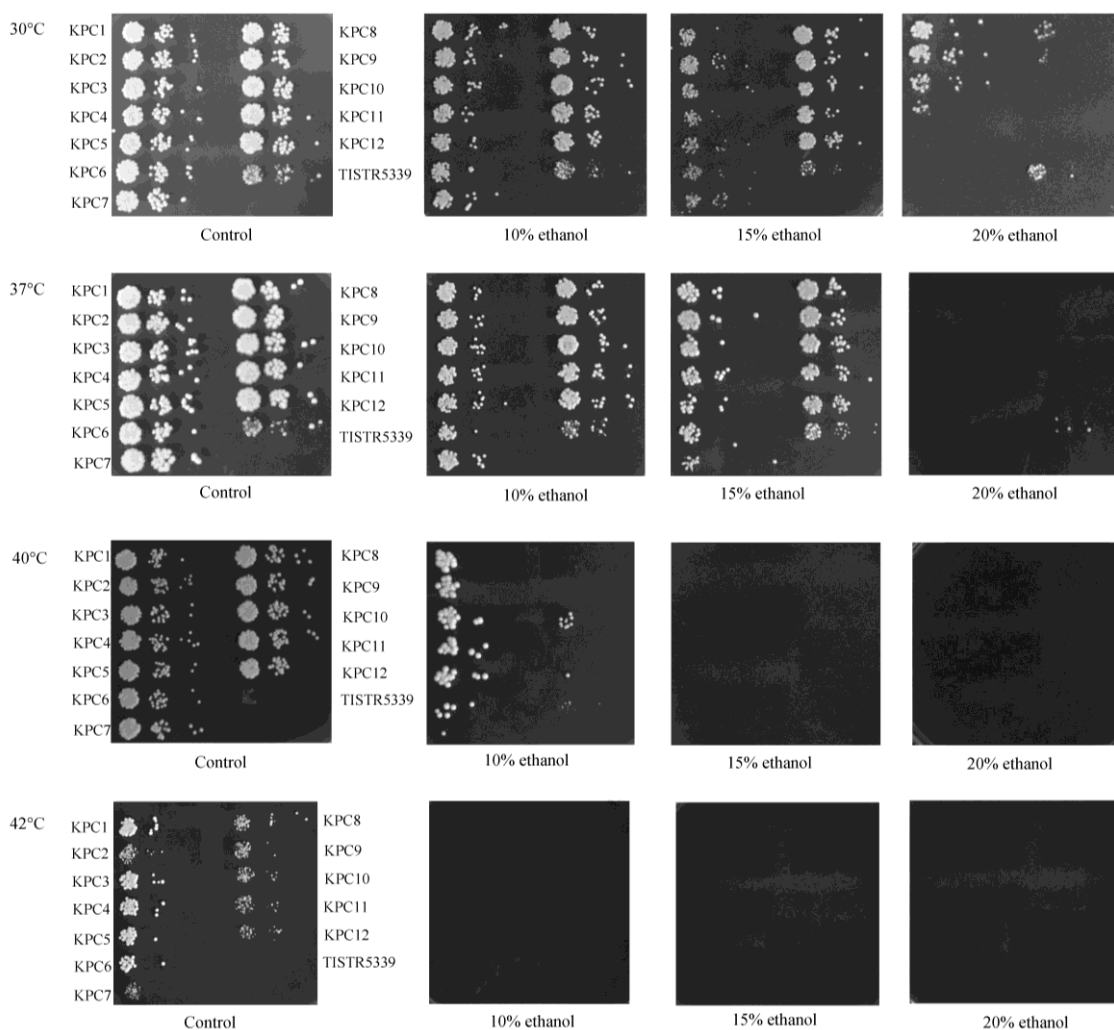 30°C
KPC1
KPC2
KPC3
KPC4
KPC5
KPC6
KPC7
KPC8
KPC9
KPC10
KPC11
KPC12
TISTR5339
Control
10% ethanol
15% ethanol
20% ethanol
37°C
KPC1
KPC2
KPC3
KPC4
KPC5
KPC6
KPC7
KPC8
KPC9
KPC10
KPC11
KPC12
TISTR5339
Control
10% ethanol
15% ethanol
20% ethanol
40°C
KPC1
KPC2
KPC3
KPC4
KPC5
KPC6
KPC7
KPC8
KPC9
KPC10
KPC11
KPC12
TISTR5339
Control
10% ethanol
15% ethanol
20% ethanol
42°C
KPC1
KPC2
KPC3
KPC4
KPC5
KPC6
KPC7
KPC8
KPC9
KPC10
KPC11
KPC12
TISTR5339
Control
10% ethanol
15% ethanol
20% ethanol